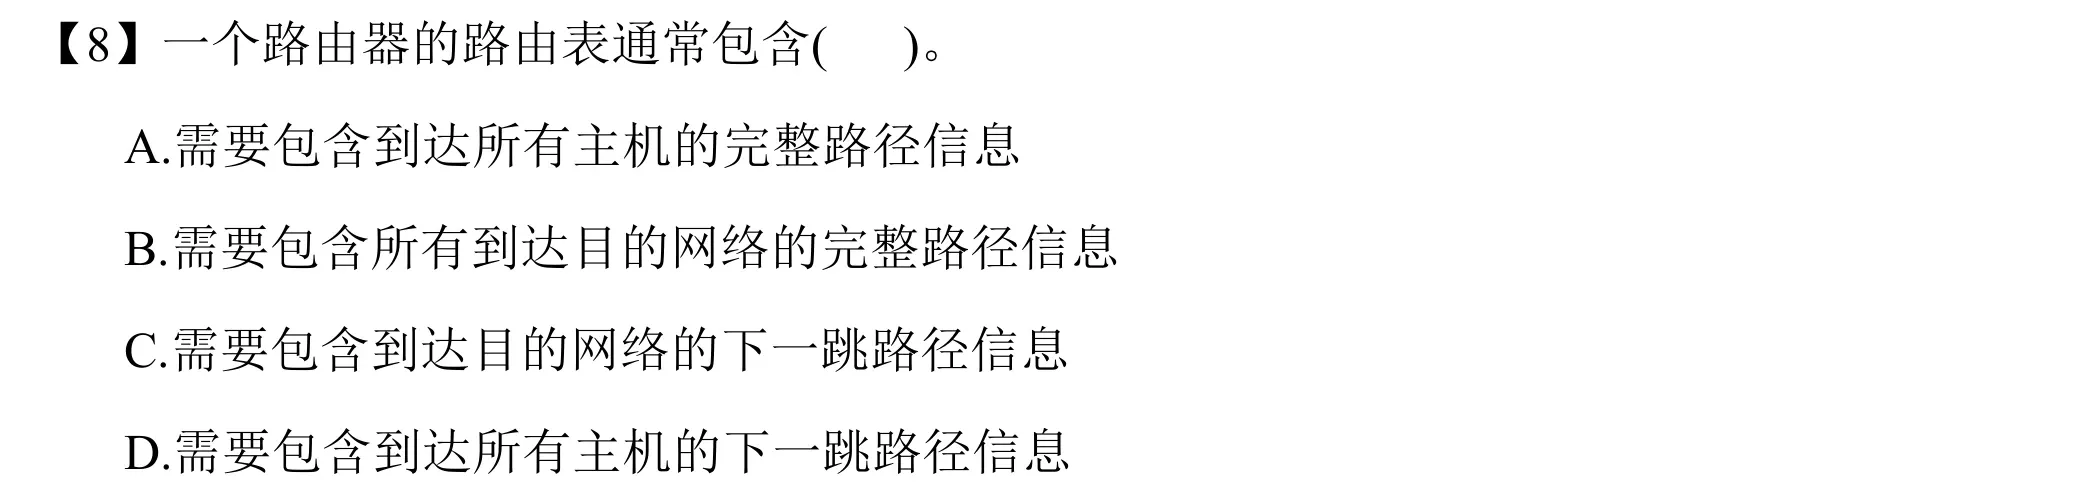 【8】一个路由器的路由表通常包含(    )。
A.需要包含到达所有主机的完整路径信息
B.需要包含所有到达目的网络的完整路径信息
C.需要包含到达目的网络的下一跳路径信息
D.需要包含到达所有主机的下一跳路径信息